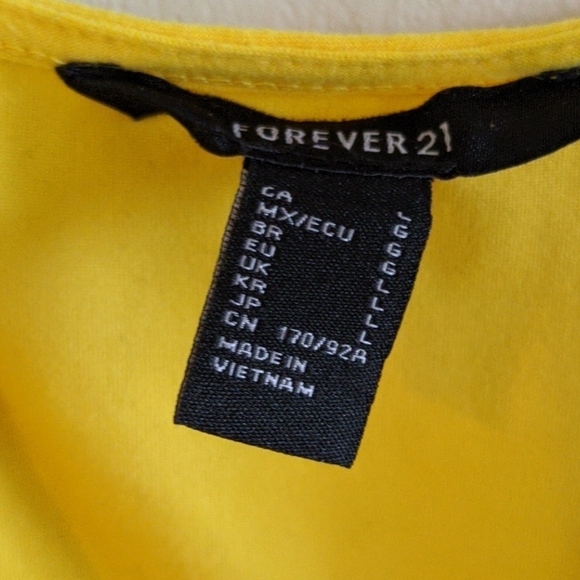 FOREVER 21
CA L
MX/ECU G
BR G
EU G
UK L
KR L
JP L
CN 170/92A L
MADE IN
VIETNAM